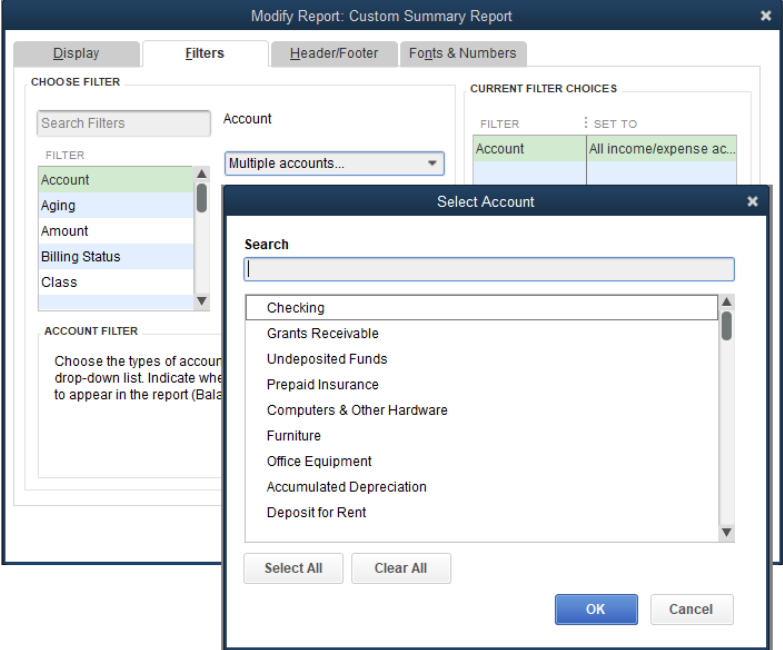 Modify Report: Custom Summary Report
Display
Filters
Header/Footer
Fonts & Numbers
CHOOSE FILTER
Search Filters
Account
FILTER
Multiple accounts...
Account
Aging
Amount
Billing Status
Class
CURRENT FILTER CHOICES
FILTER
SET TO
Account
All income/expense ac...
ACCOUNT FILTER
Choose the types of accoun
drop-down list. Indicate whe
to appear in the report (Bala
Select Account
Search
Checking
Grants Receivable
Undeposited Funds
Prepaid Insurance
Computers & Other Hardware
Furniture
Office Equipment
Accumulated Depreciation
Deposit for Rent
Select All
Clear All
OK
Cancel